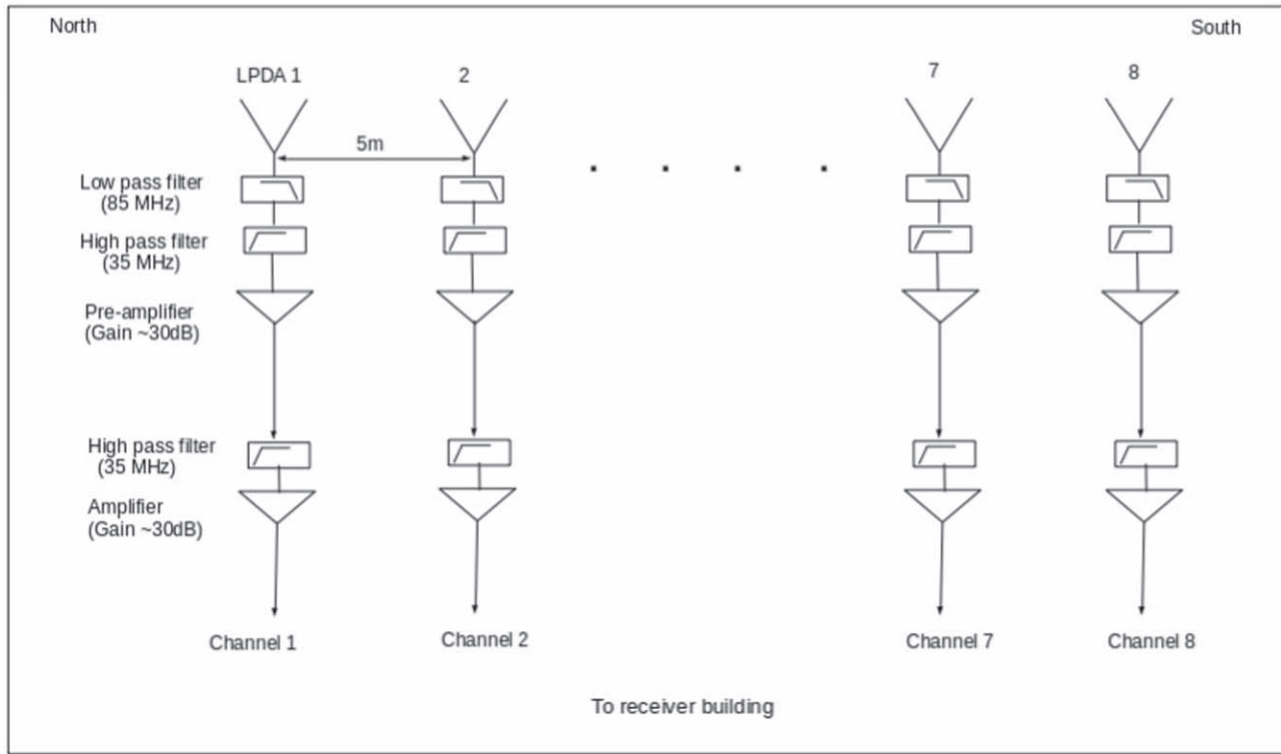 North
South
LPDA 1
2
7
8
5m
Low pass filter
(85 MHz)
High pass filter
(35 MHz)
Pre-amplifier
(Gain ~30dB)
High pass filter
(35 MHz)
Amplifier
(Gain ~30dB)
Channel 1
Channel 2
Channel 7
Channel 8
To receiver building